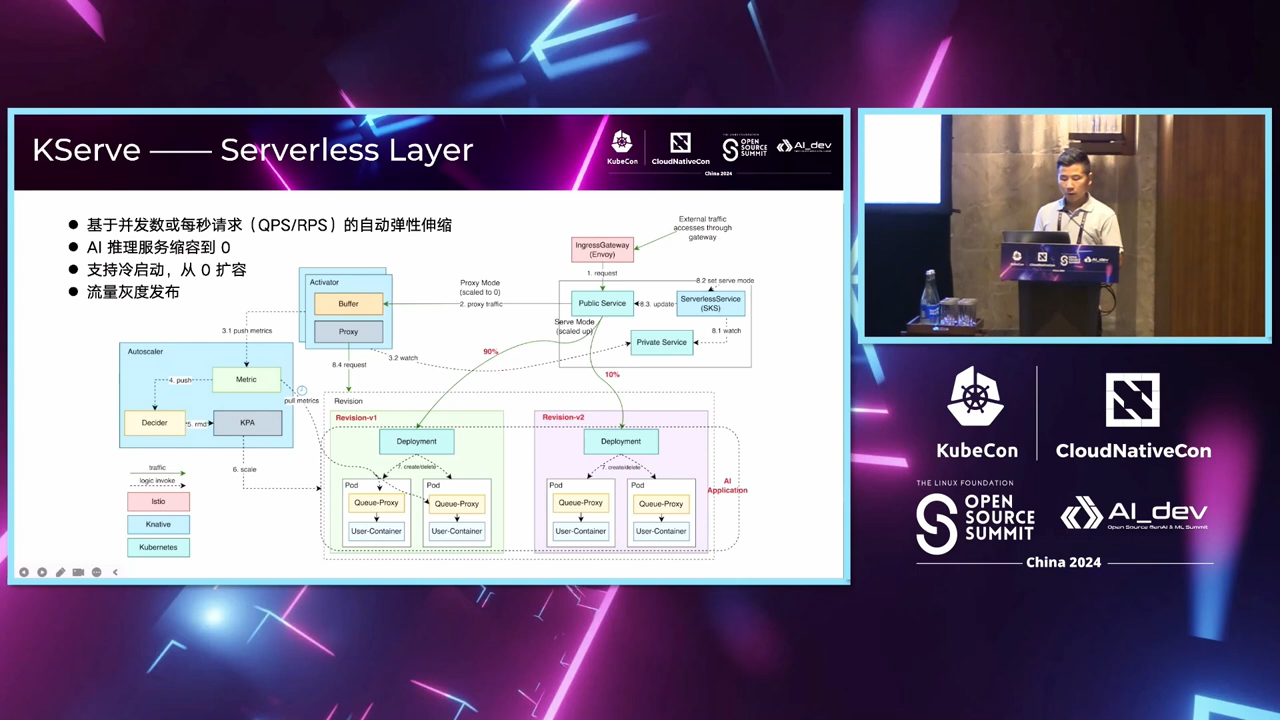 KServe —— Serverless Layer
KubeCon
CloudNativeCon
THE LINUX FOUNDATION
OPEN
SOURCE
SUMMIT
AI_dev
China 2024
● 基于并发数或每秒请求（QPS/RPS）的自动弹性伸缩
● AI 推理服务缩容到 0
● 支持冷启动，从 0 扩容
● 流量灰度发布
External traffic
accesses through
gateway
IngressGateway
(Envoy)
1. request
8.2 set serve mode
Activator
Buffer
Proxy
Proxy Mode
(scaled to 0)
2. proxy traffic
Public Service
8.3. update
ServerlessService
(SKS)
Serve Mode
(scaled up)
8.1 watch
Private Service
3.1 push metrics
3.2 watch
8.4 request
90%
10%
Autoscaler
Metric
4. push
pull metrics
Decider
5. rmd
KPA
6. scale
Revision
Revision-v1
Deployment
7. create/delete
Pod
Queue-Proxy
User-Container
Pod
Queue-Proxy
User-Container
Revision-v2
Deployment
7. create/delete
Pod
Queue-Proxy
User-Container
Pod
Queue-Proxy
User-Container
AI
Application
traffic
logic invoke
Istio
Knative
Kubernetes
KubeCon
CloudNativeCon
THE LINUX FOUNDATION
OPEN
SOURCE
SUMMIT
AI_dev
Open Source GenAI & ML Summit
China 2024